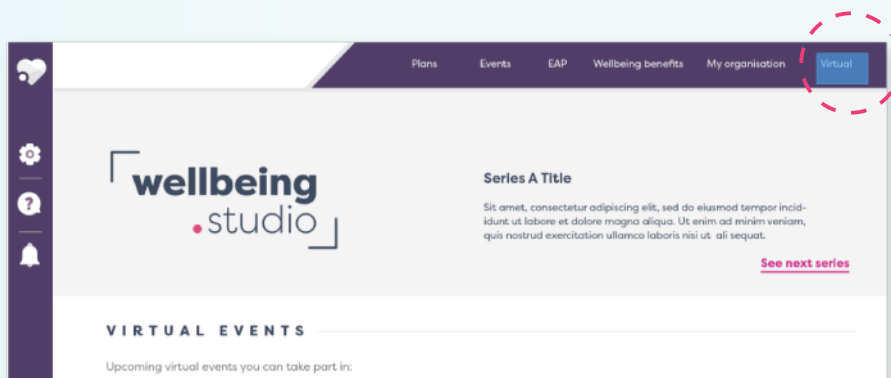 Plans Events EAP Wellbeing benefits My organisation Virtual
wellbeing
.studio
Series A Title
Sit amet, consectetur adipiscing elit, sed do eiusmod tempor incid-
idunt ut labore et dolore magna aliqua. Ut enim ad minim veniam,
quis nostrud exercitation ullamco laboris nisi ut ali sequat.
See next series
VIRTUAL EVENTS
Upcoming virtual events you can take part in: